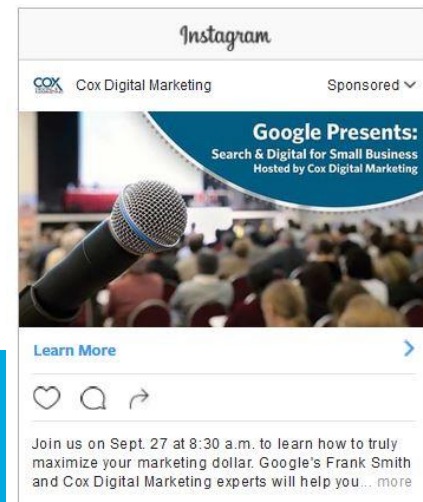 Instagram
COX
Cox Digital Marketing
Sponsored
Google Presents:
Search & Digital for Small Business
Hosted by Cox Digital Marketing
Learn More
Join us on Sept. 27 at 8:30 a.m. to learn how to truly
maximize your marketing dollar. Google's Frank Smith
and Cox Digital Marketing experts will help you... more